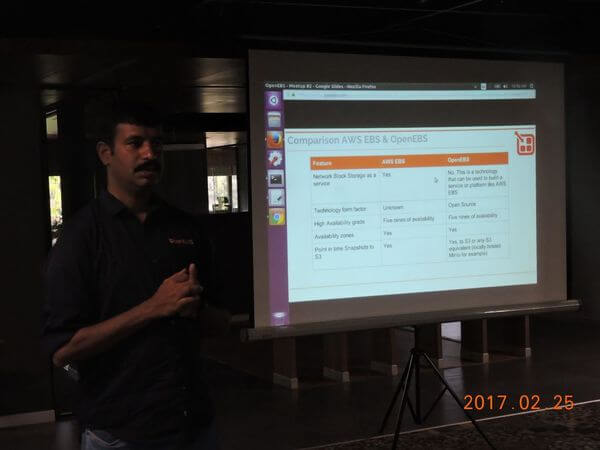 OpenEBS - Meetup #2 - Google Slides - Mozilla Firefox
Comparison AWS EBS & OpenEBS
Feature AWS EBS OpenEBS
Network Block Storage as a service Yes No. This is a technology that can be used to build a service or platform like AWS EBS
Technology form factor Unknown Open Source
High Availability grade Five nines of availability Five nines of availability
Availability zones Yes Yes
Point in time Snapshots to S3 Yes Yes, to S3 or any S3 equivalent (locally hosted Minio for example)
2017.02.25